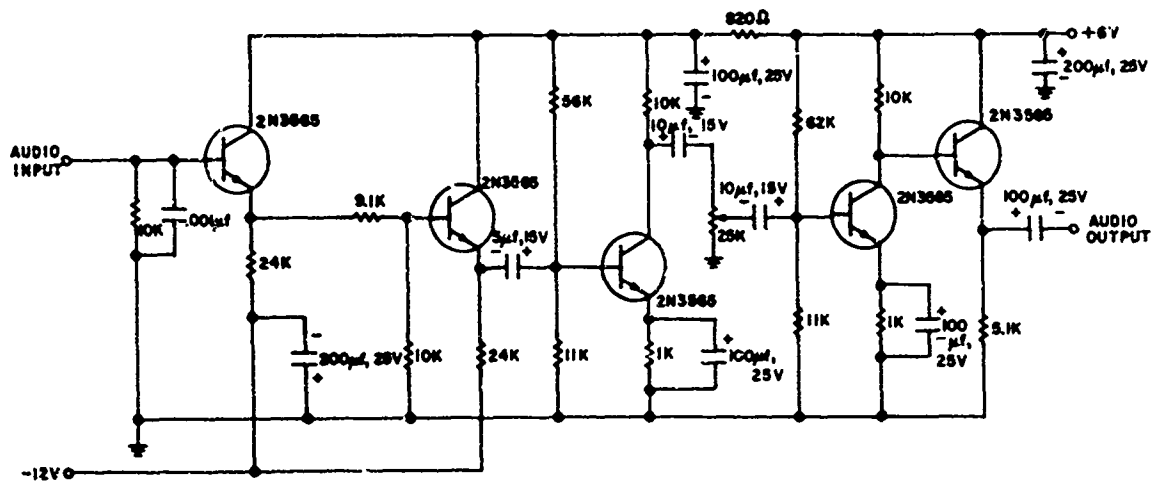 820Ω
+6V
100µf, 25V
200µf, 25V
56K
10K
10K
2N3565
10µf, 15V
62K
2N3565
AUDIO
INPUT
2N3565
10µf, 15V
2N3565
100µf, 25V
9.1K
10K
.001µf
5µf, 15V
25K
AUDIO
OUTPUT
24K
2N3565
200µf, 25V
10K
24K
11K
1K
100µf,
25V
11K
1K
100
µf,
25V
5.1K
-12V